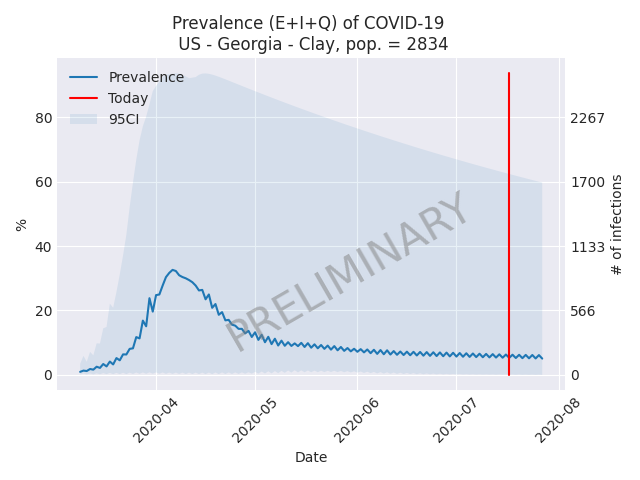 Prevalence (E+I+Q) of COVID-19
US - Georgia - Clay, pop. = 2834
Prevalence
Today
95CI
80
60
40
20
0
%
2267
1700
1133
566
0
# of infections
PRELIMINARY
2020-04
2020-05
2020-06
2020-07
2020-08
Date